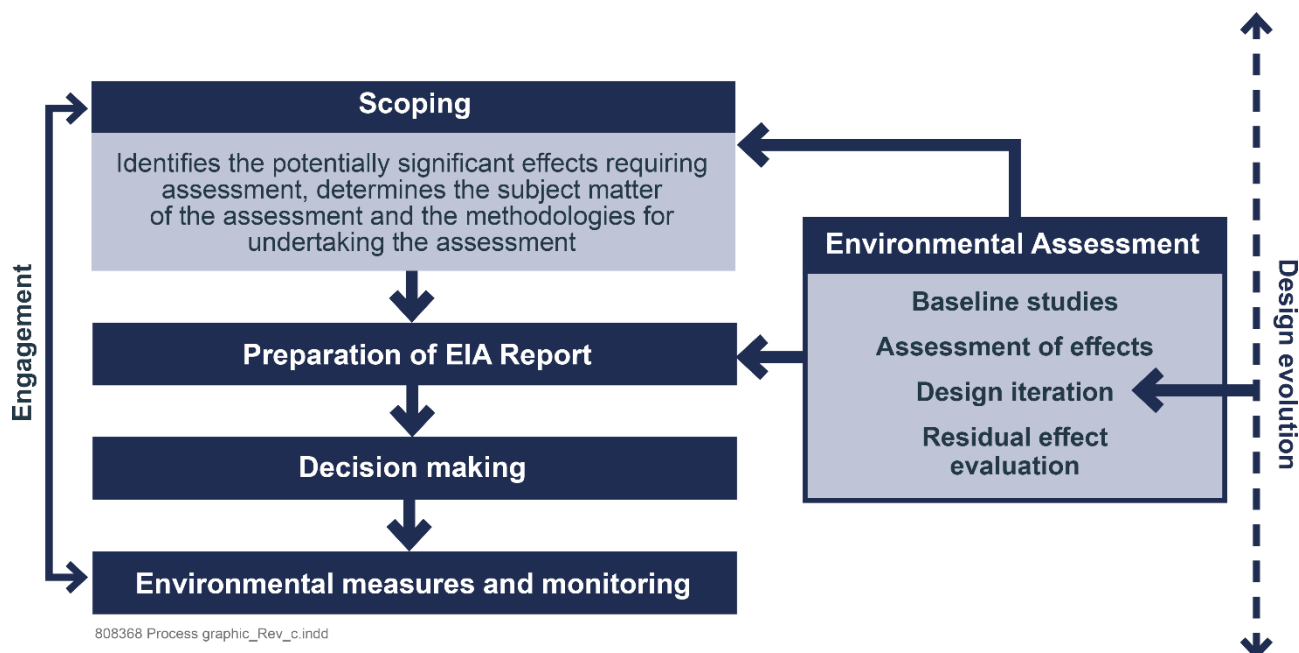 Scoping
Identifies the potentially significant effects requiring
assessment, determines the subject matter
of the assessment and the methodologies for
undertaking the assessment
Preparation of EIA Report
Decision making
Environmental measures and monitoring
Engagement
Environmental Assessment
Baseline studies
Assessment of effects
Design iteration
Residual effect
evaluation
Design evolution
808368 Process graphic_Rev_c.indd